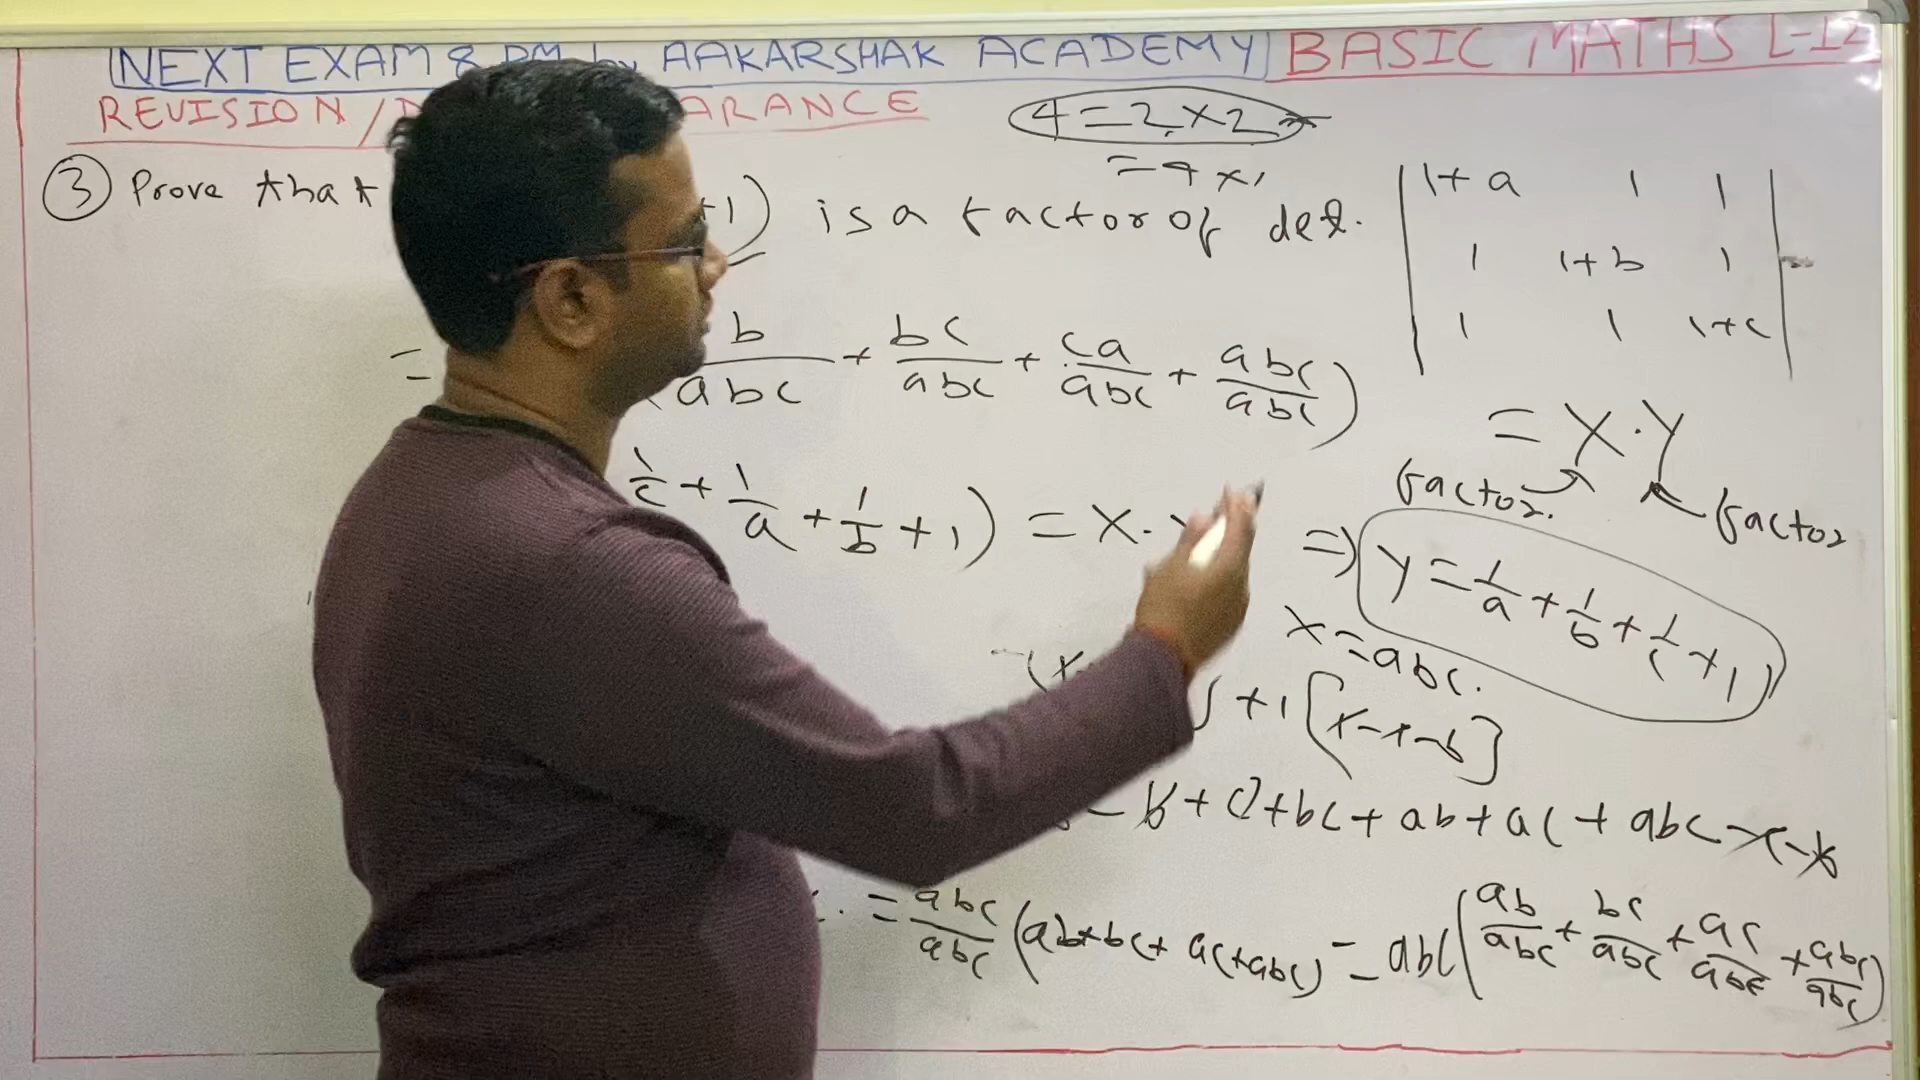 NEXT EXAM 8 PM by AAKARSHAK ACADEMY BASIC MATHS L-12
REVISION / ARANCE
4 = 2 × 2
= 4 × 1
③ Prove that +1) is a factor of det.
| 1+a 1 1 |
| 1 1+b 1 |
| 1 1 1+c |
= b/abc + bc/abc + ca/abc + abc/abc)
= X·Y
factor. factor
1/c + 1/a + 1/b + 1) = X·
⇒ Y = 1/a + 1/b + 1/c + 1
X = abc.
+1[1-1-b]
- b + c + bc + ab + ac + abc
= abc/abc (ab+bc+ac+abc) = abc(ab/abc + bc/abc + ac/abc + abc/abc)